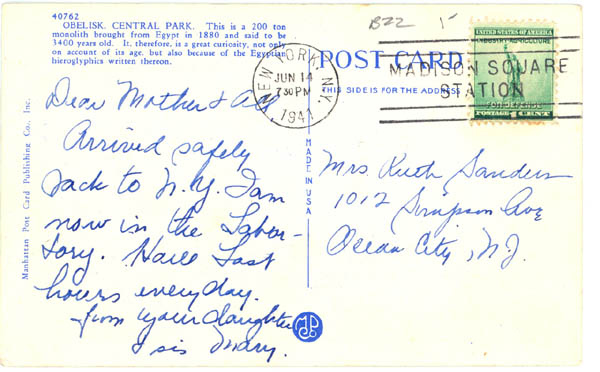 40762
OBELISK, CENTRAL PARK. This is a 200 ton
monolith brought from Egypt in 1880 and said to be
3400 years old. It, therefore, is a great curiosity, not only
on account of its age, but also because of the Egyptian
hieroglyphics written thereon.
B22 1-
POST CARD
THIS SIDE IS FOR THE ADDRESS
NEW YORK, N.Y.
JUN 14
7 30 PM
1941
MADISON SQUARE
STATION
UNITED STATES OF AMERICA
INDUSTRY-AGRICULTURE
FOR DEFENSE
POSTAGE 1 CENT
Dear Mother & All,
Arrived safely
back to N.Y. I am
now in the Labor-
tory. Have
hours everyday.
from your daughter
& sis Mary.
Mrs. Ruth Sanders
1012 Simpson Ave
Ocean City, N.J.
Manhattan Post Card Publishing Co., Inc.
MADE IN USA